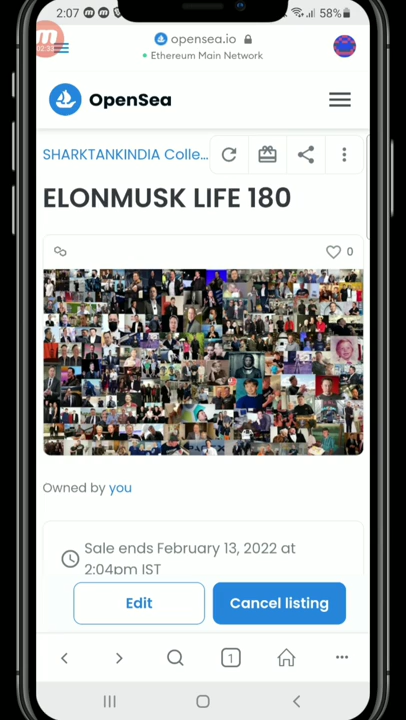 2:07
58%
opensea.io
Ethereum Main Network
OpenSea
SHARKTANKINDIA Colle...
ELONMUSK LIFE 180
0
Owned by you
Sale ends February 13, 2022 at
2:04pm IST
Edit
Cancel listing
1